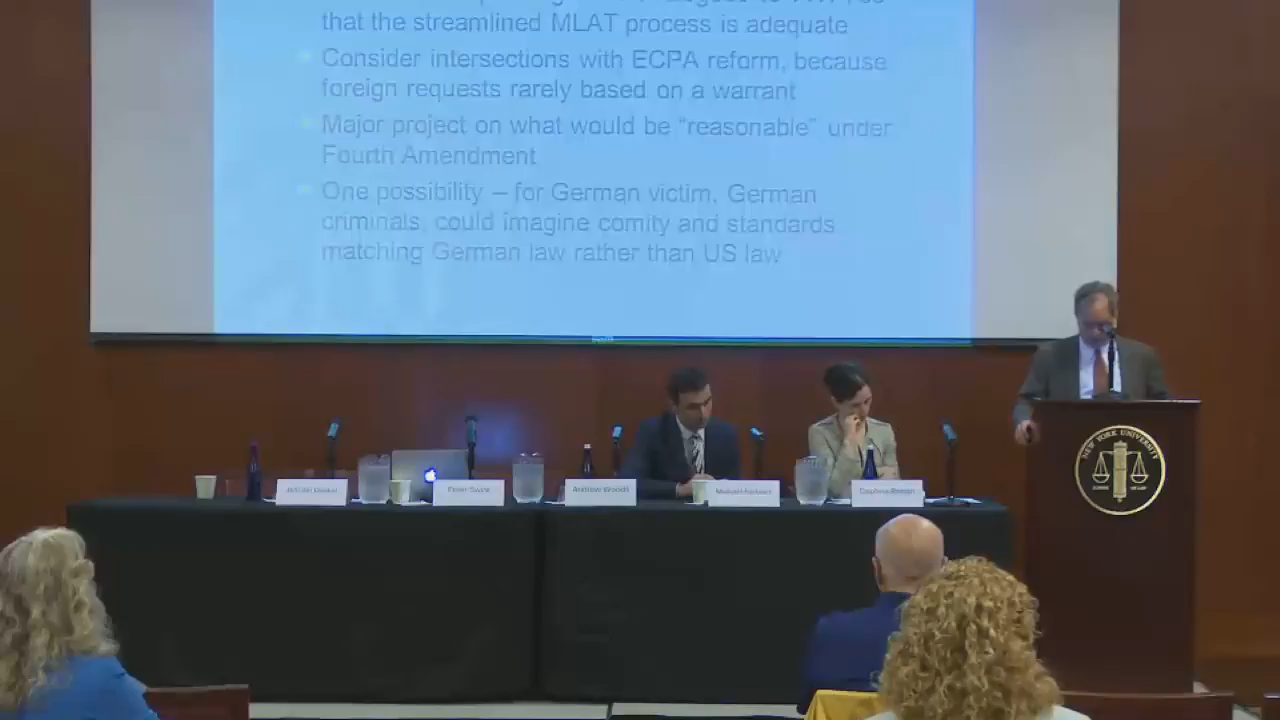 that the streamlined MLAT process is adequate
Consider intersections with ECPA reform, because
foreign requests rarely based on a warrant
Major project on what would be "reasonable" under
Fourth Amendment
One possibility – for German victim, German
criminals, could imagine comity and standards
matching German law rather than US law
Peter Swire
Andrew Woods
NEW YORK UNIVERSITY